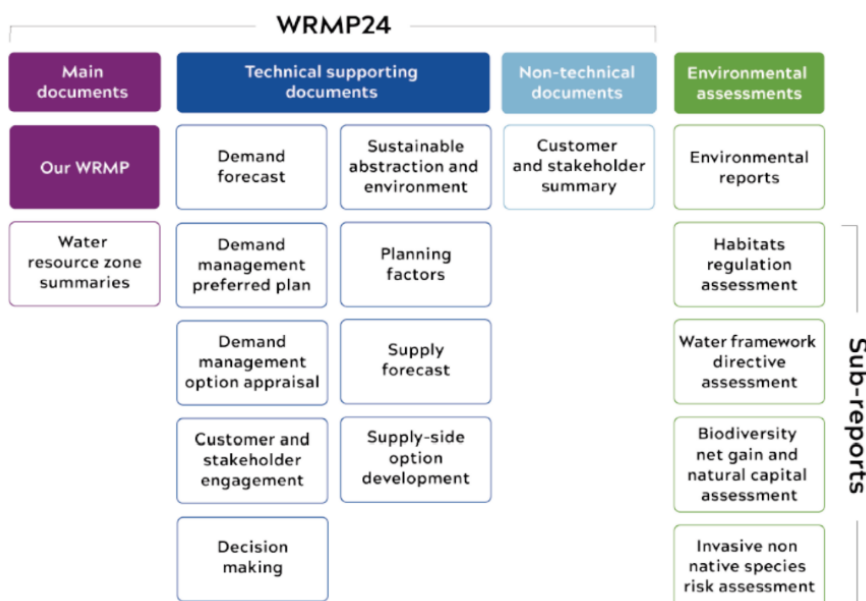 WRMP24
Main
documents
Technical supporting
documents
Non-technical
documents
Environmental
assessments
Our WRMP
Demand
forecast
Sustainable
abstraction and
environment
Customer
and stakeholder
summary
Environmental
reports
Water
resource zone
summaries
Demand
management
preferred plan
Planning
factors
Habitats
regulation
assessment
Demand
management
option appraisal
Supply
forecast
Water framework
directive
assessment
Customer and
stakeholder
engagement
Supply-side
option
development
Biodiversity
net gain and
natural capital
assessment
Decision
making
Invasive non
native species
risk assessment
Sub-reports